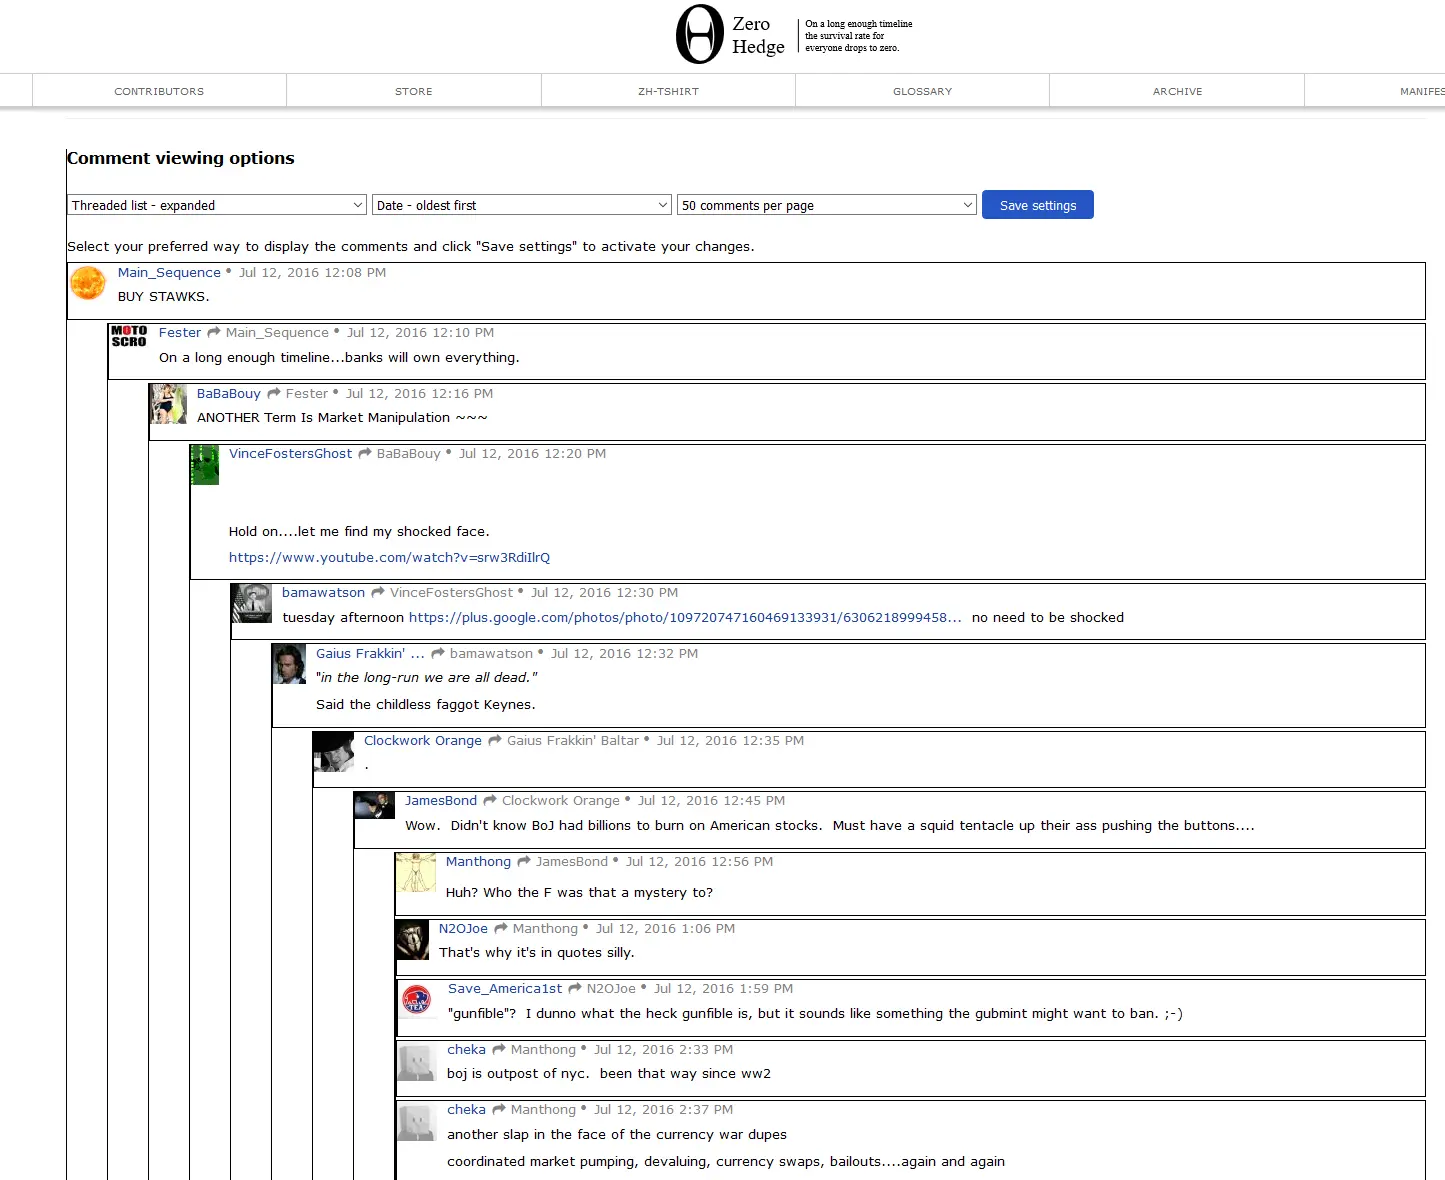 Zero
Hedge
On a long enough timeline
the survival rate for
everyone drops to zero.
CONTRIBUTORS STORE ZH-TSHIRT GLOSSARY ARCHIVE MANIFES
Comment viewing options
Threaded list - expanded Date - oldest first 50 comments per page Save settings
Select your preferred way to display the comments and click "Save settings" to activate your changes.
Main_Sequence • Jul 12, 2016 12:08 PM
BUY STAWKS.
MOTO
SCRO
Fester Main_Sequence • Jul 12, 2016 12:10 PM
On a long enough timeline...banks will own everything.
BaBaBouy Fester • Jul 12, 2016 12:16 PM
ANOTHER Term Is Market Manipulation ~~~
VinceFostersGhost BaBaBouy • Jul 12, 2016 12:20 PM
Hold on....let me find my shocked face.
https://www.youtube.com/watch?v=srw3RdiIlrQ
bamawatson VinceFostersGhost • Jul 12, 2016 12:30 PM
tuesday afternoon https://plus.google.com/photos/photo/109720747160469133931/6306218999458... no need to be shocked
Gaius Frakkin' ... bamawatson • Jul 12, 2016 12:32 PM
"in the long-run we are all dead."
Said the childless faggot Keynes.
Clockwork Orange Gaius Frakkin' Baltar • Jul 12, 2016 12:35 PM
.
JamesBond Clockwork Orange • Jul 12, 2016 12:45 PM
Wow. Didn't know BoJ had billions to burn on American stocks. Must have a squid tentacle up their ass pushing the buttons....
Manthong JamesBond • Jul 12, 2016 12:56 PM
Huh? Who the F was that a mystery to?
N2OJoe Manthong • Jul 12, 2016 1:06 PM
That's why it's in quotes silly.
Save_America1st N2OJoe • Jul 12, 2016 1:59 PM
"gunfible"? I dunno what the heck gunfible is, but it sounds like something the gubmint might want to ban. ;-)
cheka Manthong • Jul 12, 2016 2:33 PM
boj is outpost of nyc. been that way since ww2
cheka Manthong • Jul 12, 2016 2:37 PM
another slap in the face of the currency war dupes
coordinated market pumping, devaluing, currency swaps, bailouts....again and again